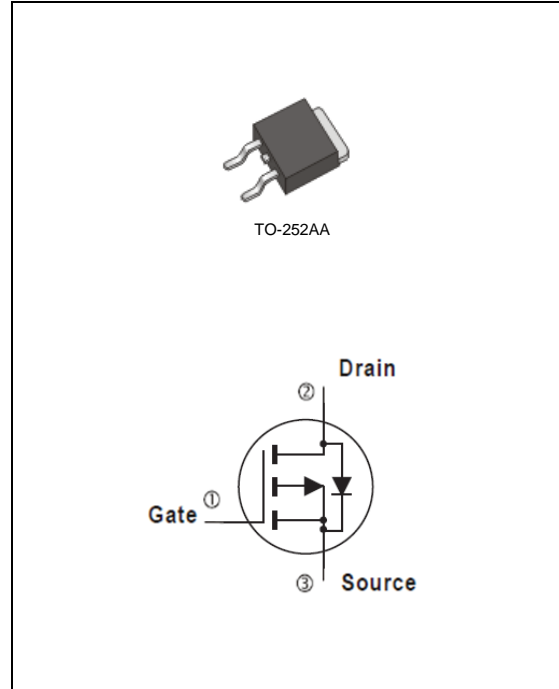 TO-252AA
Drain
②
①
Gate
③
Source